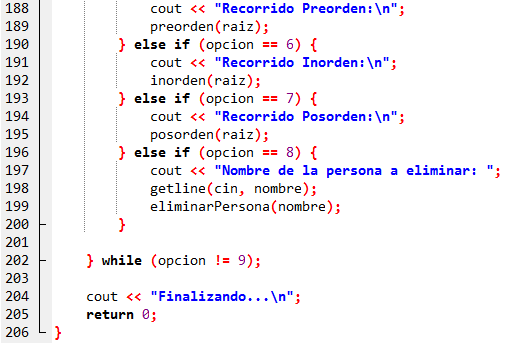 188 cout << "Recorrido Preorden:\n";
189 preorden(raiz);
190 } else if (opcion == 6) {
191 cout << "Recorrido Inorden:\n";
192 inorden(raiz);
193 } else if (opcion == 7) {
194 cout << "Recorrido Posorden:\n";
195 posorden(raiz);
196 } else if (opcion == 8) {
197 cout << "Nombre de la persona a eliminar: ";
198 getline(cin, nombre);
199 eliminarPersona(nombre);
200 }
201
202 } while (opcion != 9);
203
204 cout << "Finalizando...\n";
205 return 0;
206 }